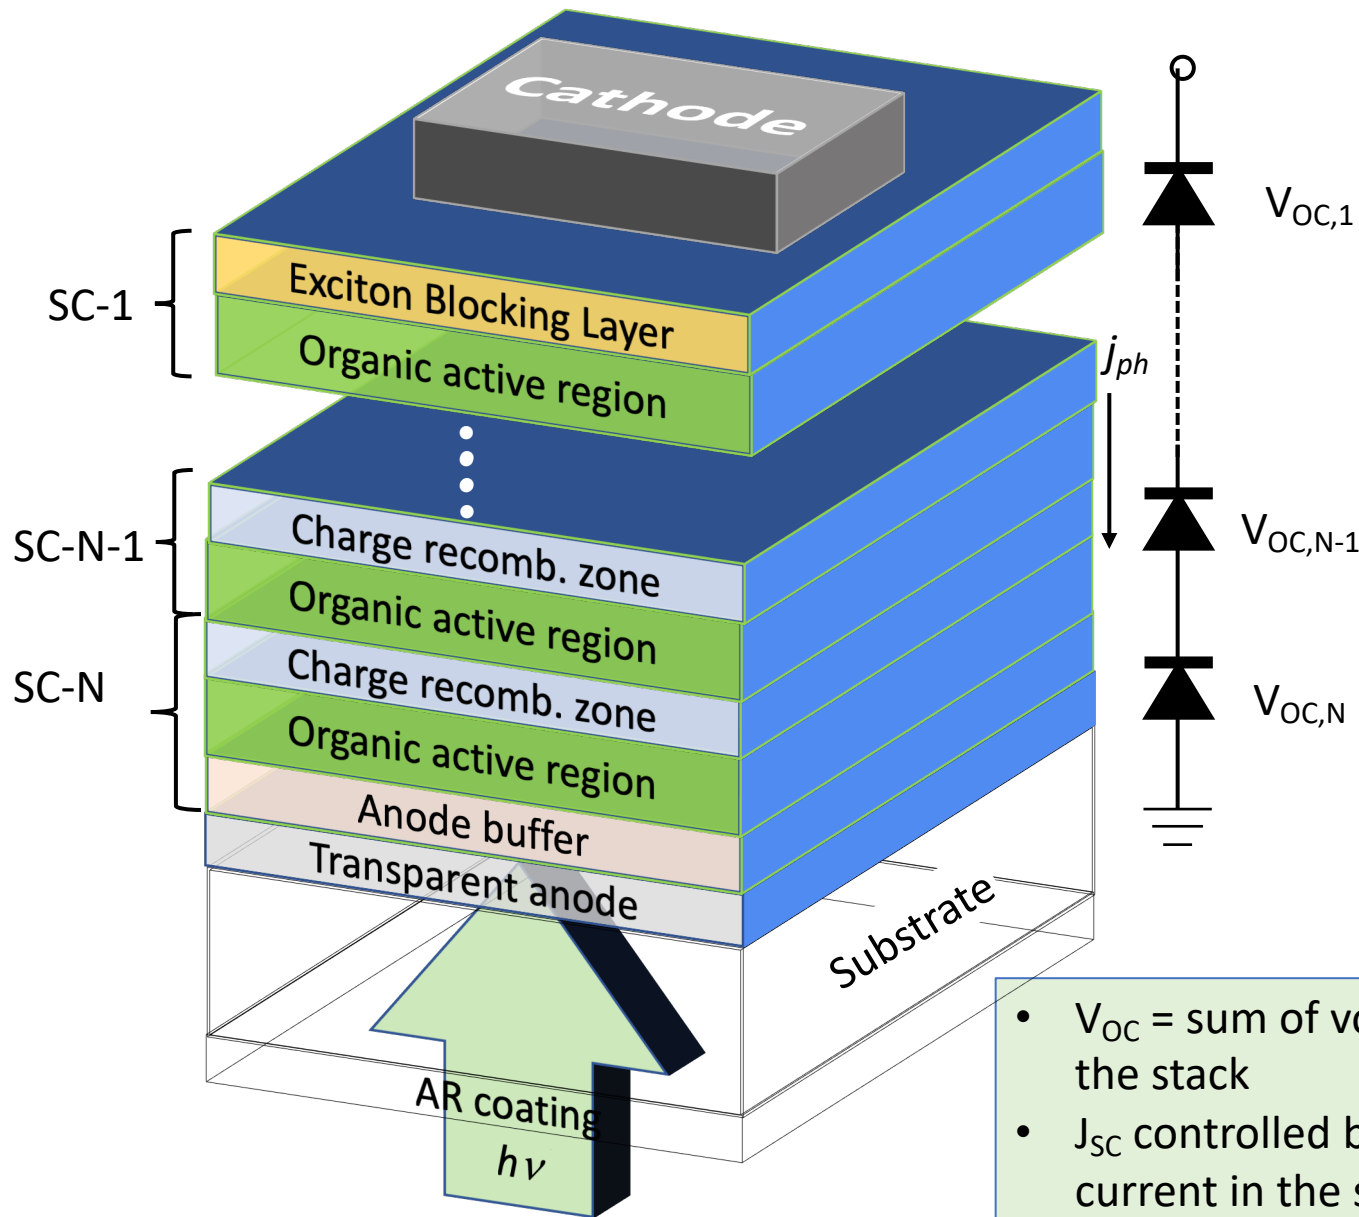 Cathode
V_OC,1
Exciton Blocking Layer
SC-1
Organic active region
j_ph
Charge recomb. zone
SC-N-1
V_OC,N-1
Organic active region
Charge recomb. zone
SC-N
V_OC,N
Organic active region
Anode buffer
Transparent anode
Substrate
AR coating
hν
• V_OC = sum of
the stack
• J_SC controlled
current in the